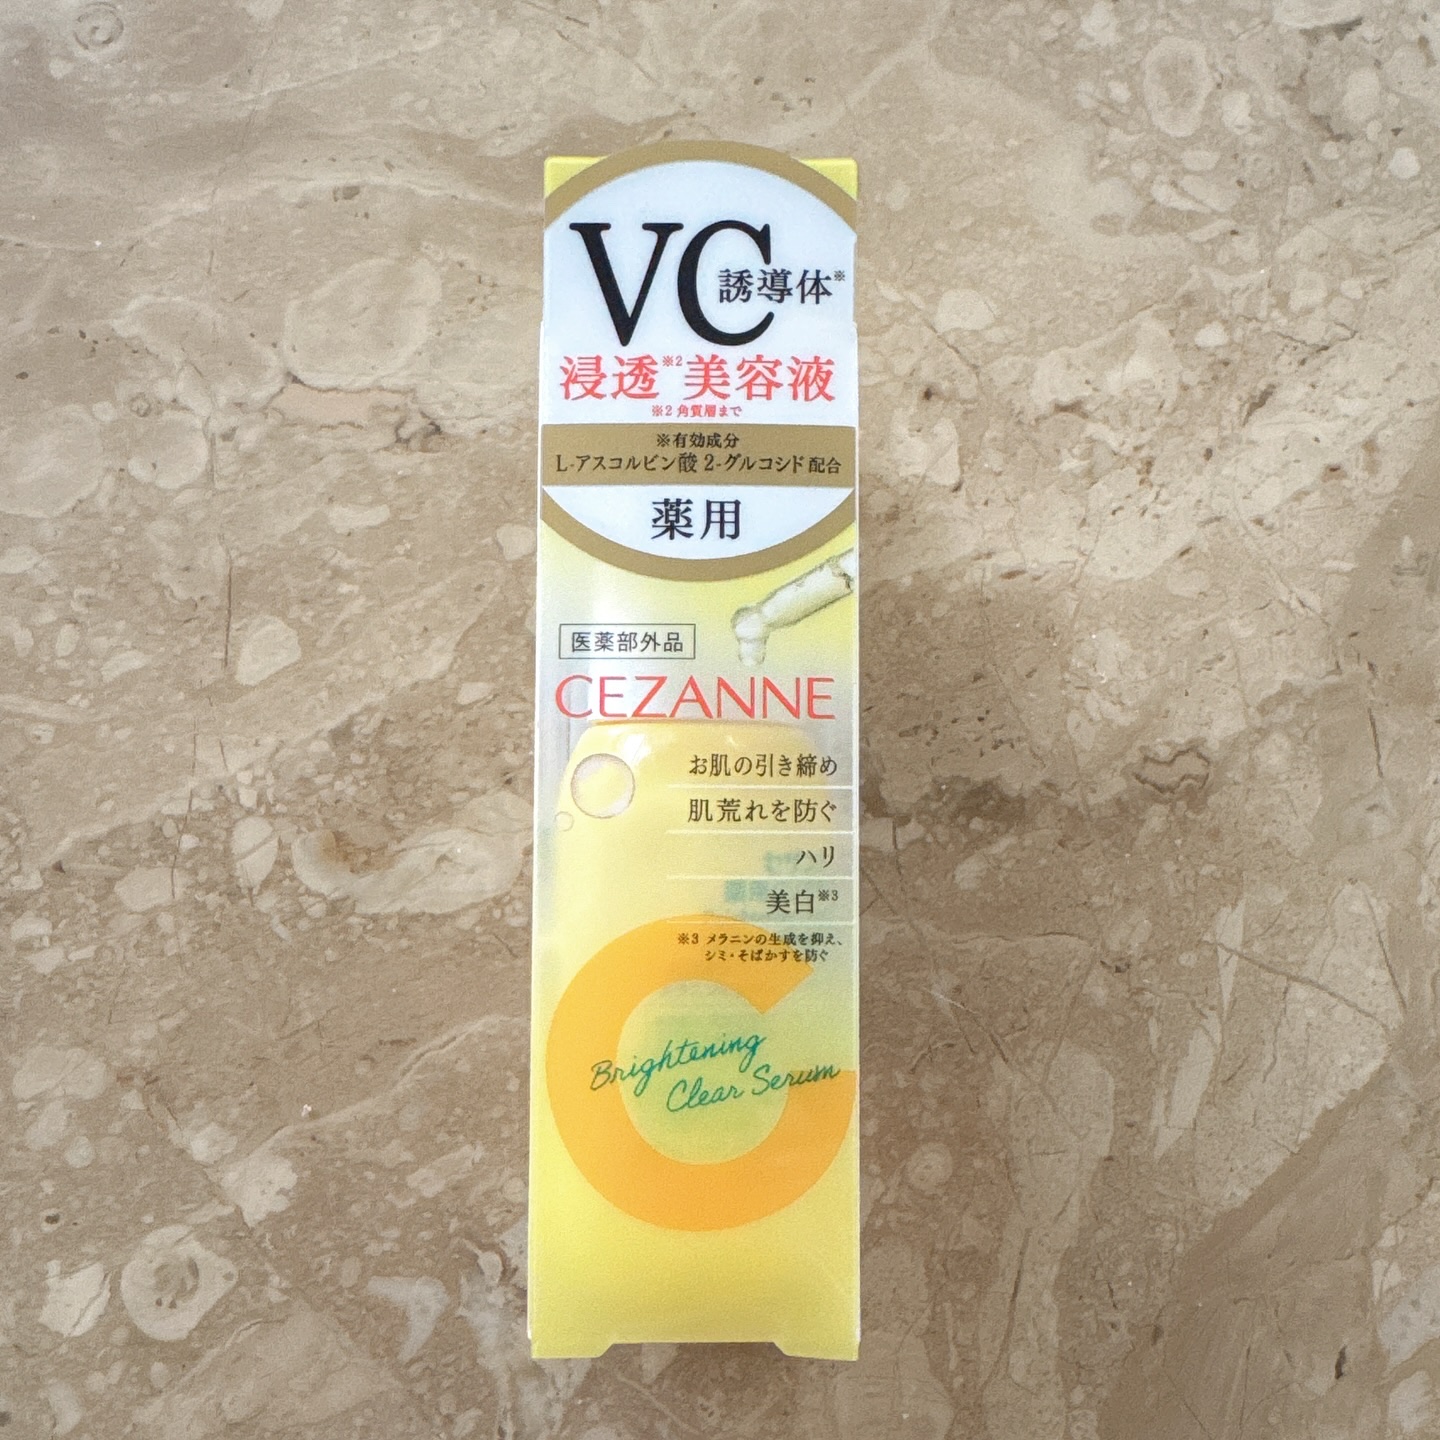 VC誘導体※
浸透※2美容液
※2 角質層まで
※有効成分
L-アスコルビン酸 2-グルコシド 配合
薬用
医薬部外品
CEZANNE
お肌の引き締め
肌荒れを防ぐ
ハリ
美白※3
※3 メラニンの生成を抑え、
シミ・そばかすを防ぐ
Brightening
Clear Serum